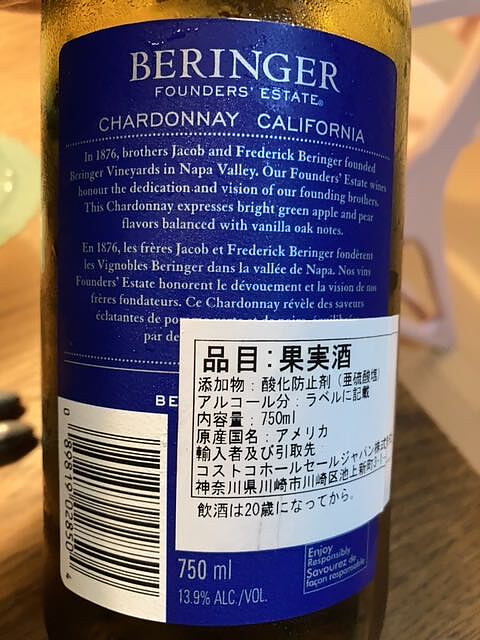 BERINGER
FOUNDERS' ESTATE®
CHARDONNAY CALIFORNIA
In 1876, brothers Jacob and Frederick Beringer founded
Beringer Vineyards in Napa Valley. Our Founders' Estate wines
honour the dedication and vision of our founding brothers.
This Chardonnay expresses bright green apple and pear
flavors balanced with vanilla oak notes.
En 1876, les frères Jacob et Frederick Beringer fondèrent
les Vignobles Beringer dans la vallée de Napa. Nos vins
Founders' Estate honorent le dévouement et la vision de nos
frères fondateurs. Ce Chardonnay révèle des saveurs
éclatantes de
par de
BE
品目:果実酒
添加物:酸化防止剤(亜硫酸塩)
アルコール分:ラベルに記載
内容量:750ml
原産国名:アメリカ
輸入者及び引取先
コストコホールセールジャパン株式
神奈川県川崎市川崎区池上新町3-1-
飲酒は20歳になってから。
0 89819 02850 4
750 ml
13.9% ALC./VOL.
Enjoy
Responsibly
Savourez de
façon responsable